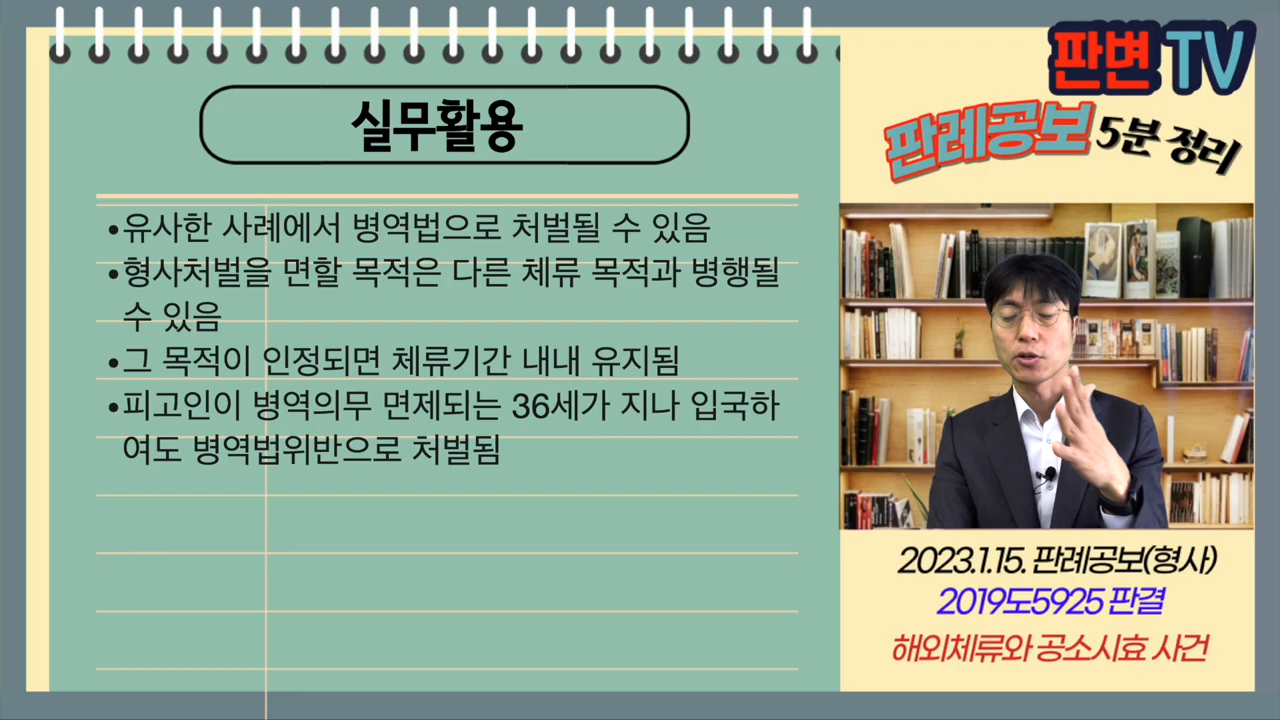 실무활용
•유사한 사례에서 병역법으로 처벌될 수 있음
•형사처벌을 면할 목적은 다른 체류 목적과 병행될
수 있음
•그 목적이 인정되면 체류기간 내내 유지됨
•피고인이 병역의무 면제되는 36세가 지나 입국하
여도 병역법위반으로 처벌됨
판변 TV
판례공보 5분 정리
2023.1.15. 판례공보(형사)
2019도5925 판결
해외체류와 공소시효 사건